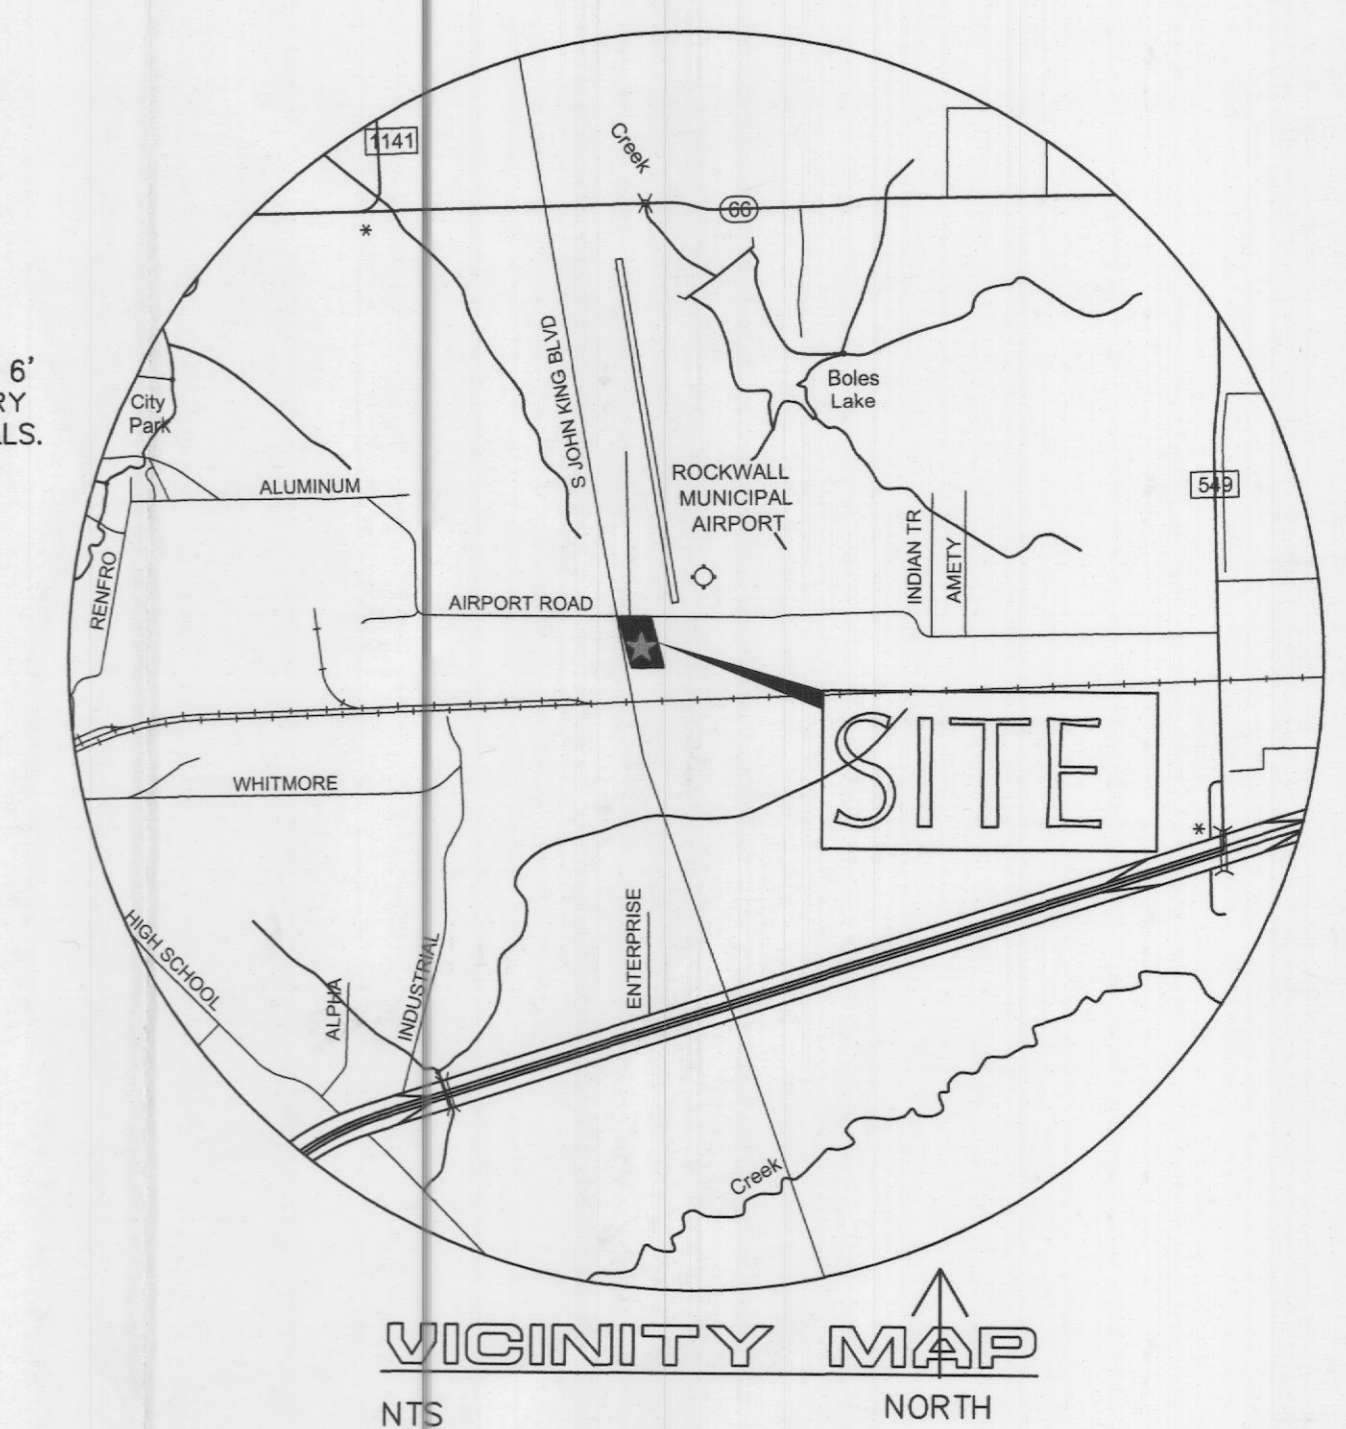 1141
Creek
66
6'
RY
LLS.
City
Park
S JOHN KING BLVD
Boles
Lake
ALUMINUM
ROCKWALL
MUNICIPAL
AIRPORT
549
RENFRO
AIRPORT ROAD
INDIAN TR
AMETY
SITE
WHITMORE
HIGH SCHOOL
ALPHA
INDUSTRIAL
ENTERPRISE
Creek
VICINITY MAP
NTS
NORTH